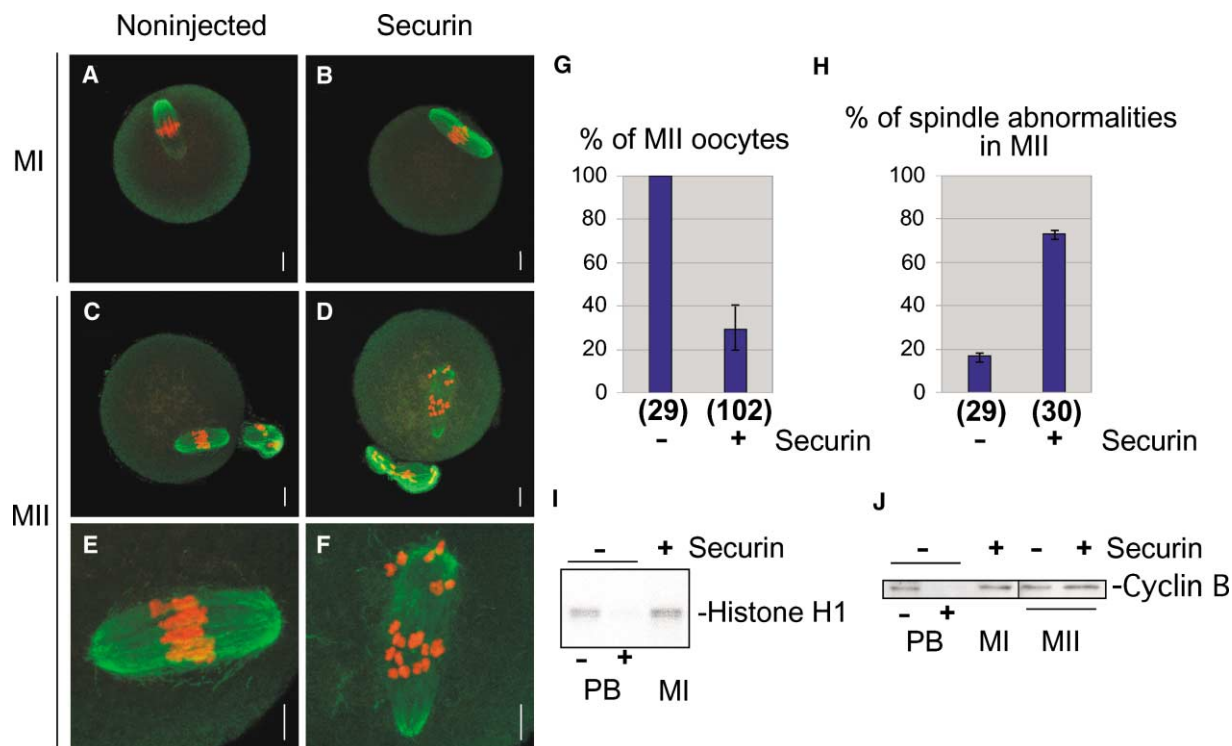 Noninjected Securin
MI
A B
MII
C D
E F
G
% of MII oocytes
100
80
60
40
20
0
(29) (102)
- + Securin
H
% of spindle abnormalities
in MII
100
80
60
40
20
0
(29) (30)
- + Securin
I
- + Securin
-Histone H1
- +
PB MI
J
- + - + Securin
-Cyclin B
- +
PB MI MII